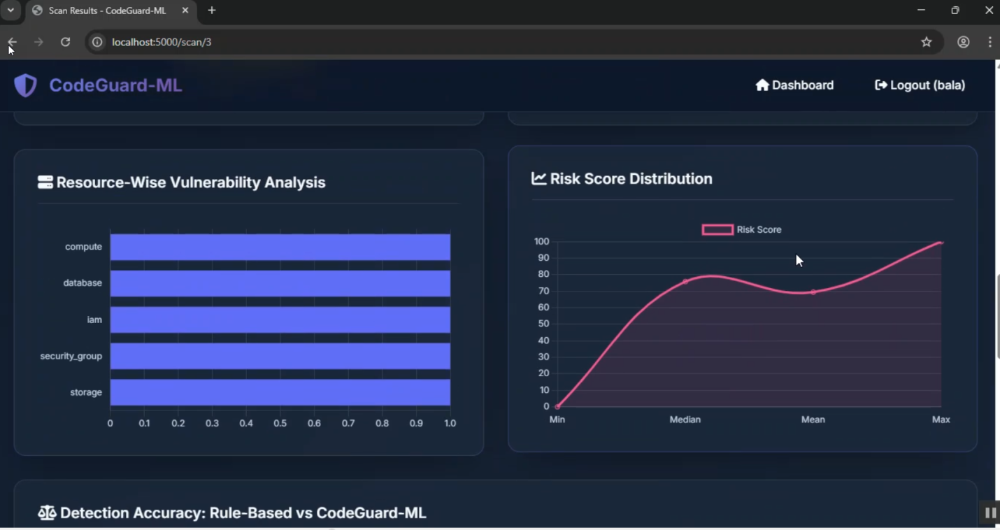 Scan Results - CodeGuard-ML
localhost:5000/scan/3
CodeGuard-ML
Dashboard
Logout (bala)
Resource-Wise Vulnerability Analysis
compute
database
iam
security_group
storage
0 0.1 0.2 0.3 0.4 0.5 0.6 0.7 0.8 0.9 1.0
Risk Score Distribution
Risk Score
100
90
80
70
60
50
40
30
20
10
0
Min Median Mean Max
Detection Accuracy: Rule-Based vs CodeGuard-ML